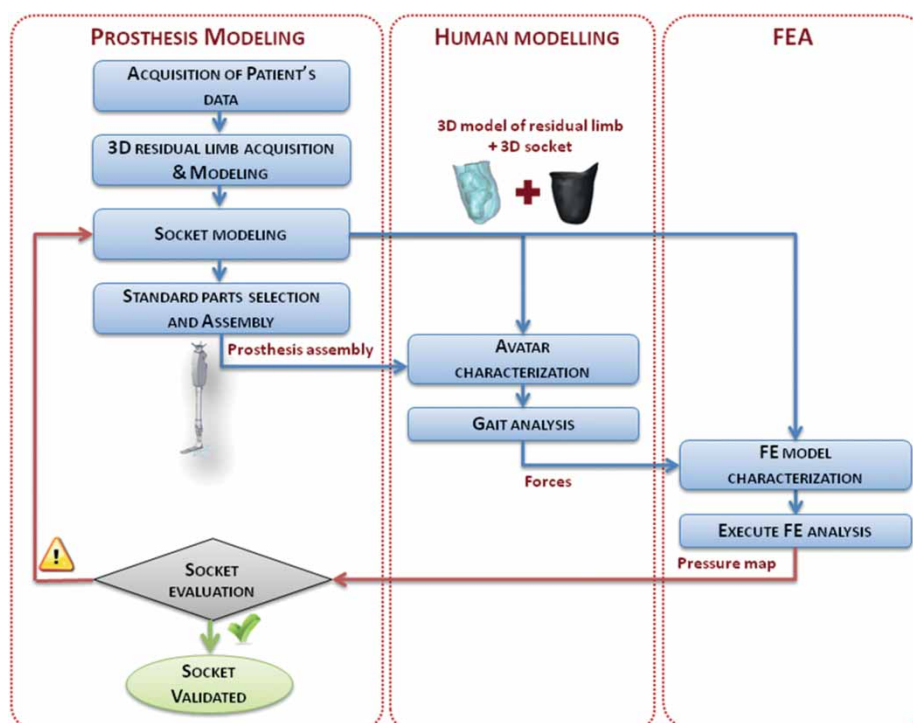 PROSTHESIS MODELING
ACQUISITION OF PATIENT'S
DATA
3D RESIDUAL LIMB ACQUISITION
& MODELING
SOCKET MODELING
STANDARD PARTS SELECTION
AND ASSEMBLY
Prosthesis assembly
SOCKET
EVALUATION
SOCKET
VALIDATED
HUMAN MODELLING
3D model of residual limb
+ 3D socket
AVATAR
CHARACTERIZATION
GAIT ANALYSIS
Forces
FEA
FE MODEL
CHARACTERIZATION
EXECUTE FE ANALYSIS
Pressure map